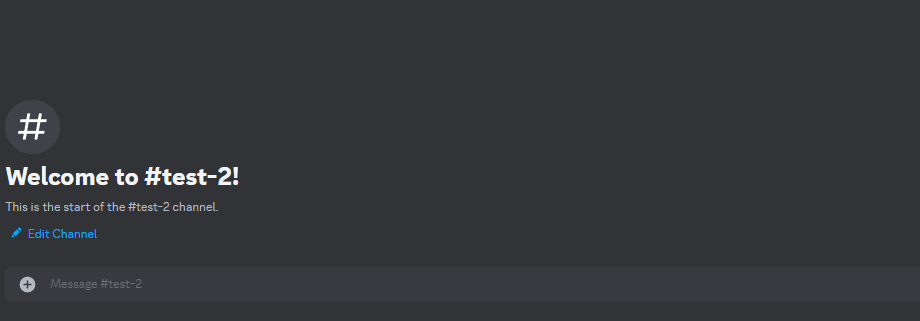 Welcome to #test-2!
This is the start of the #test-2 channel.
Edit Channel
Message #test-2